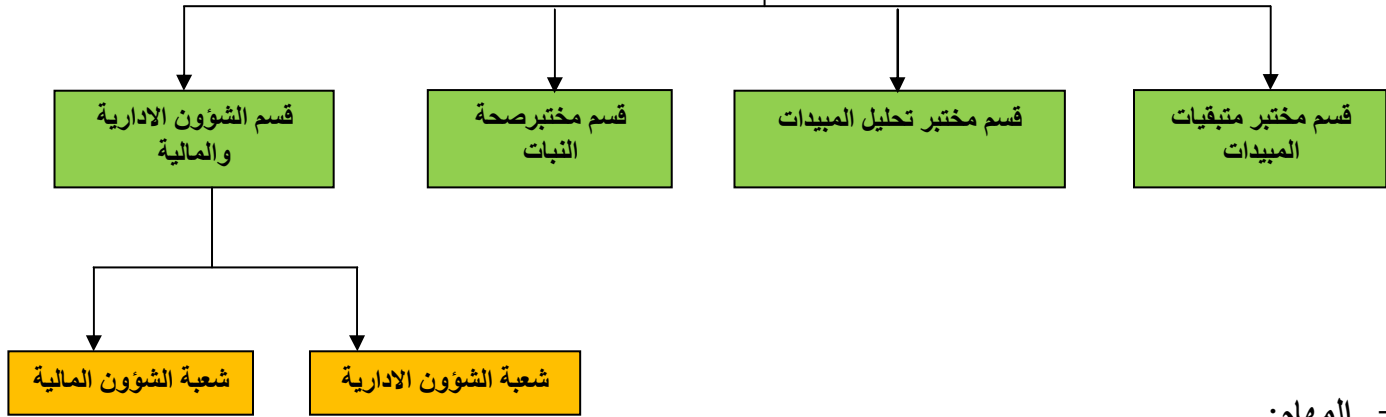 قسم مختبر متبقيات
المبيدات
قسم مختبر تحليل المبيدات
قسم مختبرصحة
النبات
قسم الشؤون الادارية
والمالية
شعبة الشؤون الادارية
شعبة الشؤون المالية
- المهام: